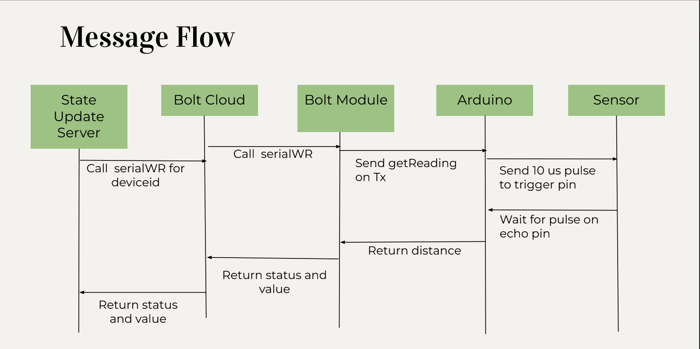 Message Flow
State
Update
Server
Bolt Cloud
Bolt Module
Arduino
Sensor
Call serialWR for
deviceid
Call serialWR
Send getReading
on Tx
Send 10 us pulse
to trigger pin
Wait for pulse on
echo pin
Return distance
Return status and
value
Return status
and value